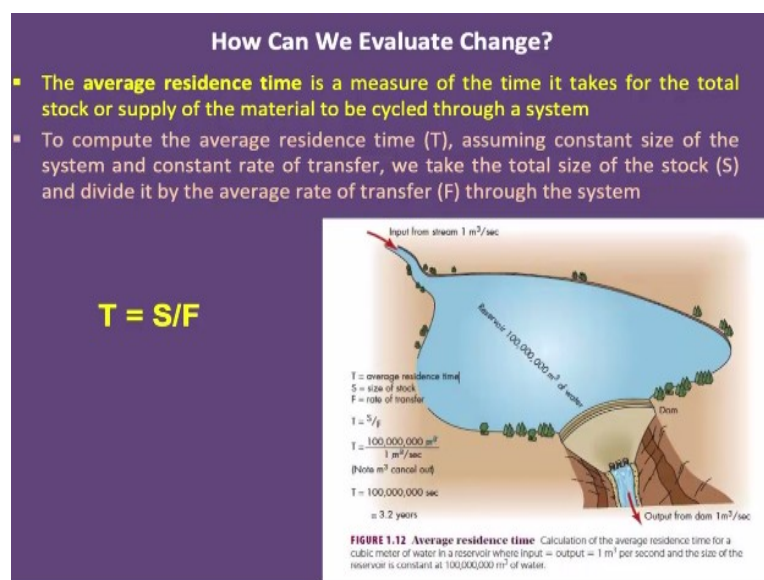 How Can We Evaluate Change?
▪ The average residence time is a measure of the time it takes for the total
stock or supply of the material to be cycled through a system
▪ To compute the average residence time (T), assuming constant size of the
system and constant rate of transfer, we take the total size of the stock (S)
and divide it by the average rate of transfer (F) through the system
T = S/F
Input from stream 1 m³/sec
Reservoir 100,000,000 m³ of water
T = average residence time
S = size of stock
F = rate of transfer
T = S/F
T = 100,000,000 m³
1 m³/sec
(Note m³ cancel out)
T = 100,000,000 sec
= 3.2 years
Dam
Output from dam 1m³/sec
FIGURE 1.12 Average residence time Calculation of the average residence time for a
cubic meter of water in a reservoir where input = output = 1 m³ per second and the size of the
reservoir is constant at 100,000,000 m³ of water.